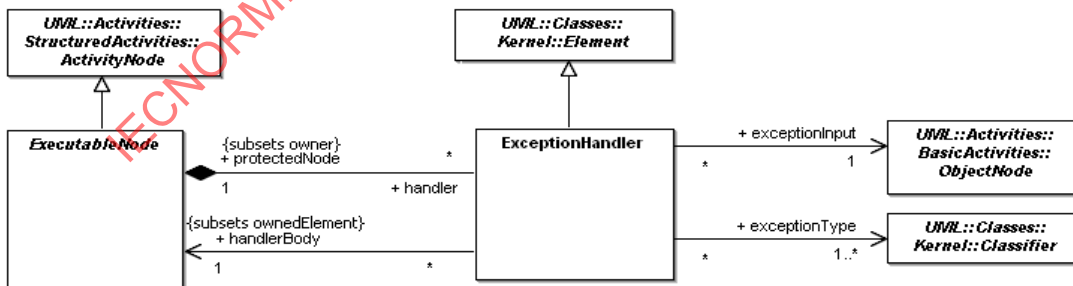 UML::Activities::
StructuredActivities::
ActivityNode
UML::Classes::
Kernel::Element
IECNORM
ExecutableNode
{subsets owner}
+ protectedNode
1
*
+ handler
{subsets ownedElement}
+ handlerBody
1
*
ExceptionHandler
+ exceptionInput
*
1
UML::Activities::
BasicActivities::
ObjectNode
+ exceptionType
*
1..*
UML::Classes::
Kernel::Classifier